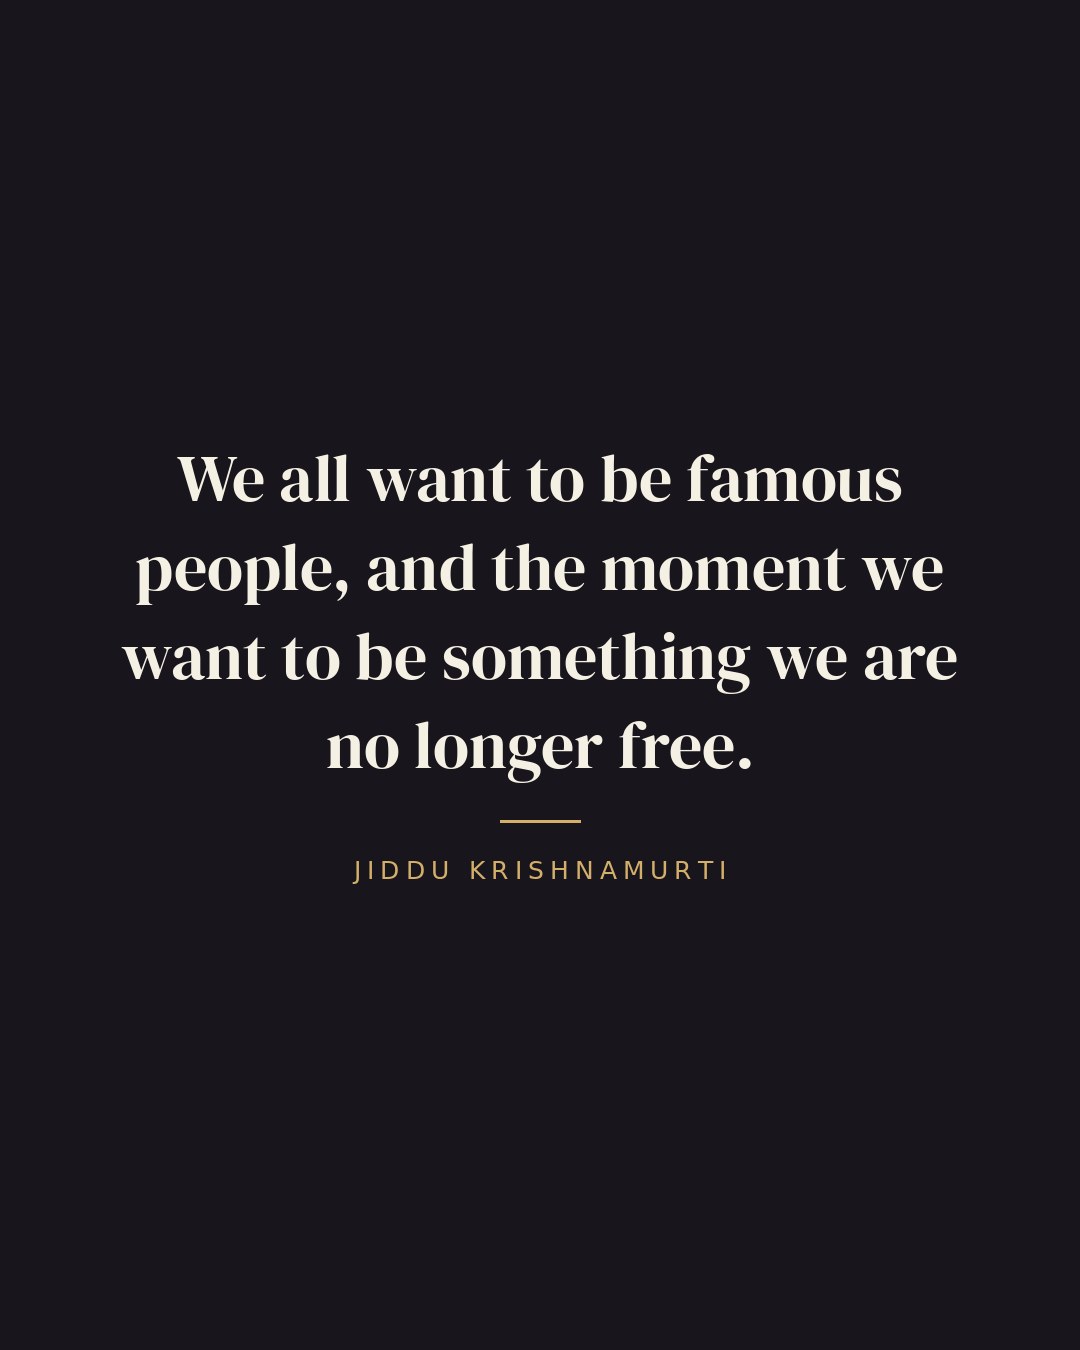 We all want to be famous
people, and the moment we
want to be something we are
no longer free.
JIDDU KRISHNAMURTI